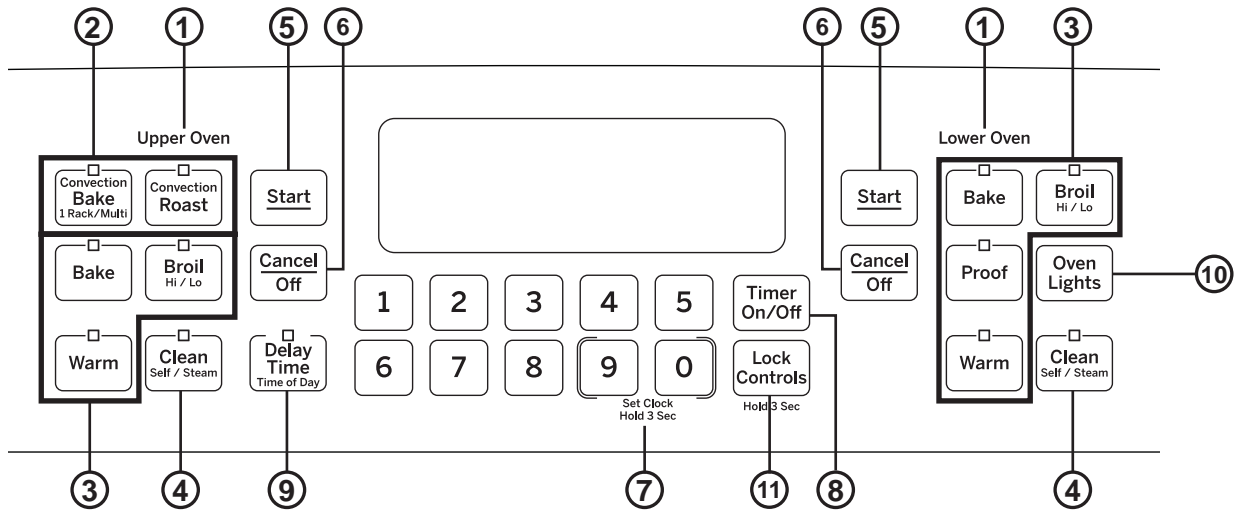 2
1
5
6
6
5
1
3
Upper Oven
Lower Oven
Convection
Bake
1 Rack/Multi
Convection
Roast
Start
Start
Bake
Broil
Hi / Lo
Bake
Broil
Hi / Lo
Cancel
Off
Cancel
Off
Proof
Oven
Lights
10
1
2
3
4
5
Timer
On/Off
Warm
Clean
Self / Steam
Delay
Time
Time of Day
6
7
8
9
0
Lock
Controls
Warm
Clean
Self / Steam
Set Clock
Hold 3 Sec
Hold 3 Sec
3
4
9
7
11
8
4